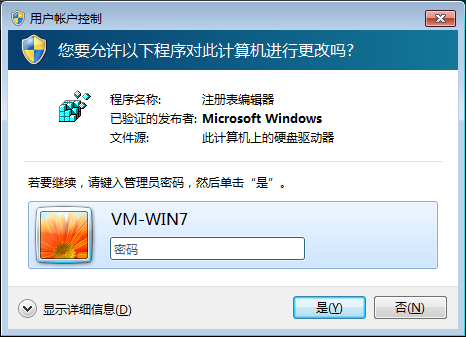 用户帐户控制
您要允许以下程序对此计算机进行更改吗?
程序名称: 注册表编辑器
已验证的发布者: Microsoft Windows
文件源: 此计算机上的硬盘驱动器
若要继续，请键入管理员密码，然后单击“是”。
VM-WIN7
密码
显示详细信息(D) 是(Y) 否(N)